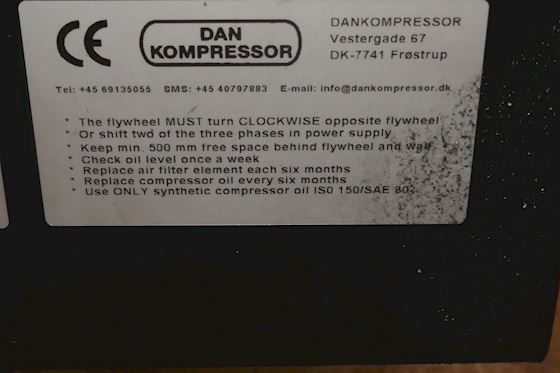 CE
DAN
KOMPRESSOR
DANKOMPRESSOR
Vestergade 67
DK-7741 Frøstrup
Tel: +45 69135055 SMS: +45 40797883 E-mail: info@dankompressor.dk
* The flywheel MUST turn CLOCKWISE opposite flywheel
* Or shift two of the three phases in power supply
* Keep min. 500 mm free space behind flywheel and wall
* Check oil level once a week
* Replace air filter element each six months
* Replace compressor oil every six months
* Use ONLY synthetic compressor oil IS0 150/SAE 30